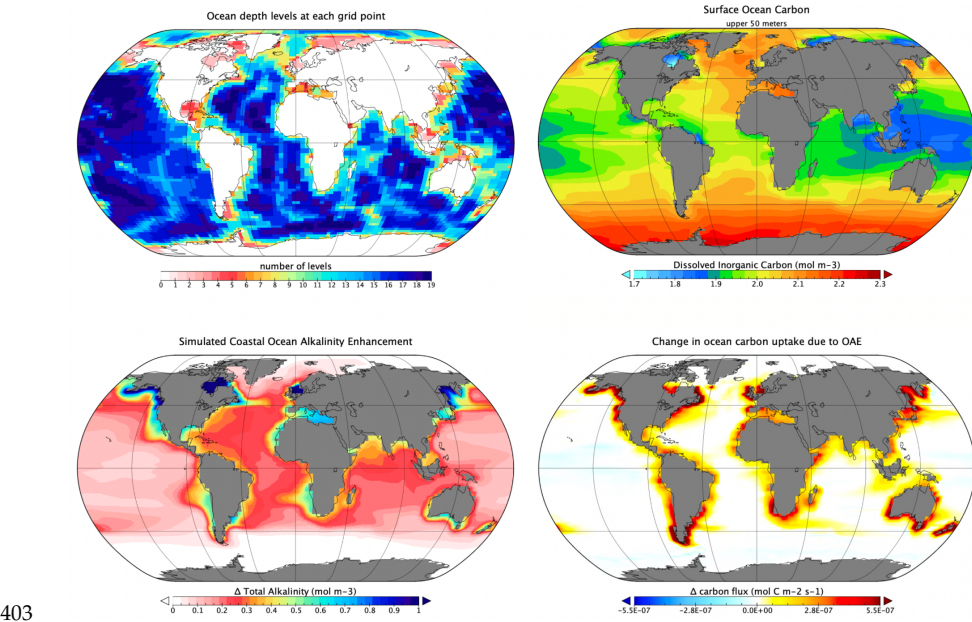 Ocean depth levels at each grid point
number of levels
0 1 2 3 4 5 6 7 8 9 10 11 12 13 14 15 16 17 18 19
Surface Ocean Carbon
upper 50 meters
Dissolved Inorganic Carbon (mol m-3)
1.7 1.8 1.9 2.0 2.1 2.2 2.3
Simulated Coastal Ocean Alkalinity Enhancement
Δ Total Alkalinity (mol m-3)
0 0.1 0.2 0.3 0.4 0.5 0.6 0.7 0.8 0.9 1
Change in ocean carbon uptake due to OAE
Δ carbon flux (mol C m-2 s-1)
-5.5E-07 -2.8E-07 0.0E+00 2.8E-07 5.5E-07
403